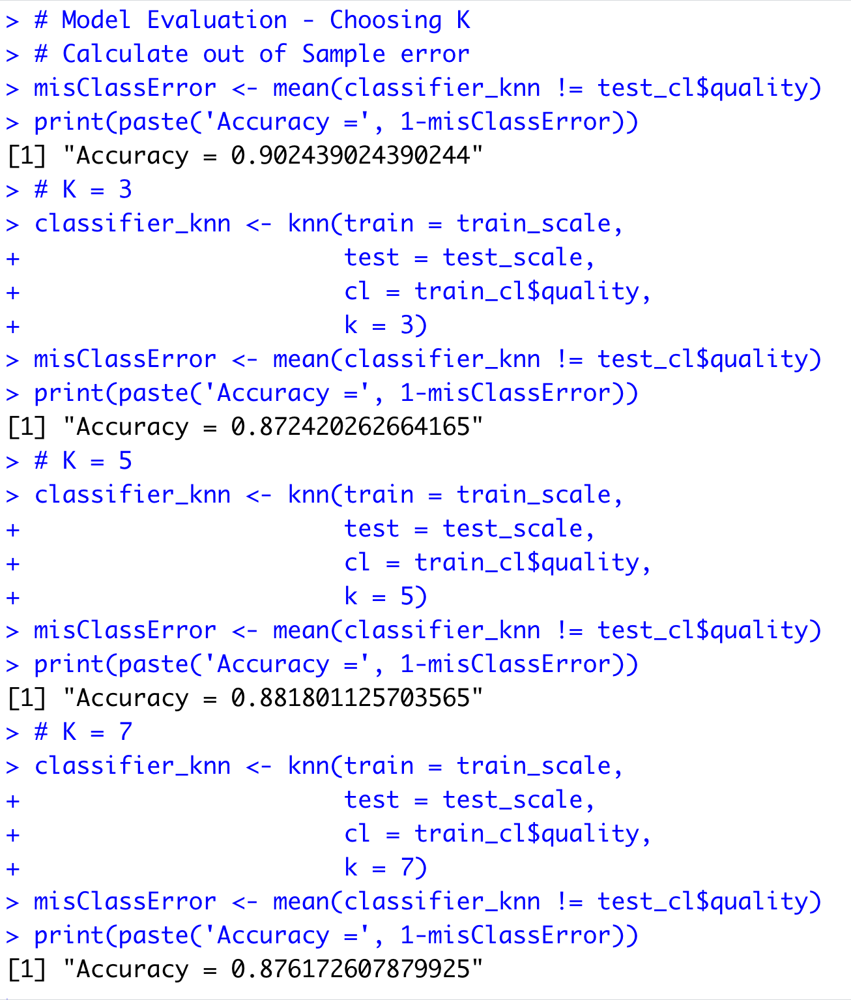 > # Model Evaluation - Choosing K
> # Calculate out of Sample error
> misClassError <- mean(classifier_knn != test_cl$quality)
> print(paste('Accuracy =', 1-misClassError))
[1] "Accuracy = 0.902439024390244"
> # K = 3
> classifier_knn <- knn(train = train_scale,
+                       test = test_scale,
+                       cl = train_cl$quality,
+                       k = 3)
> misClassError <- mean(classifier_knn != test_cl$quality)
> print(paste('Accuracy =', 1-misClassError))
[1] "Accuracy = 0.872420262664165"
> # K = 5
> classifier_knn <- knn(train = train_scale,
+                       test = test_scale,
+                       cl = train_cl$quality,
+                       k = 5)
> misClassError <- mean(classifier_knn != test_cl$quality)
> print(paste('Accuracy =', 1-misClassError))
[1] "Accuracy = 0.881801125703565"
> # K = 7
> classifier_knn <- knn(train = train_scale,
+                       test = test_scale,
+                       cl = train_cl$quality,
+                       k = 7)
> misClassError <- mean(classifier_knn != test_cl$quality)
> print(paste('Accuracy =', 1-misClassError))
[1] "Accuracy = 0.876172607879925"